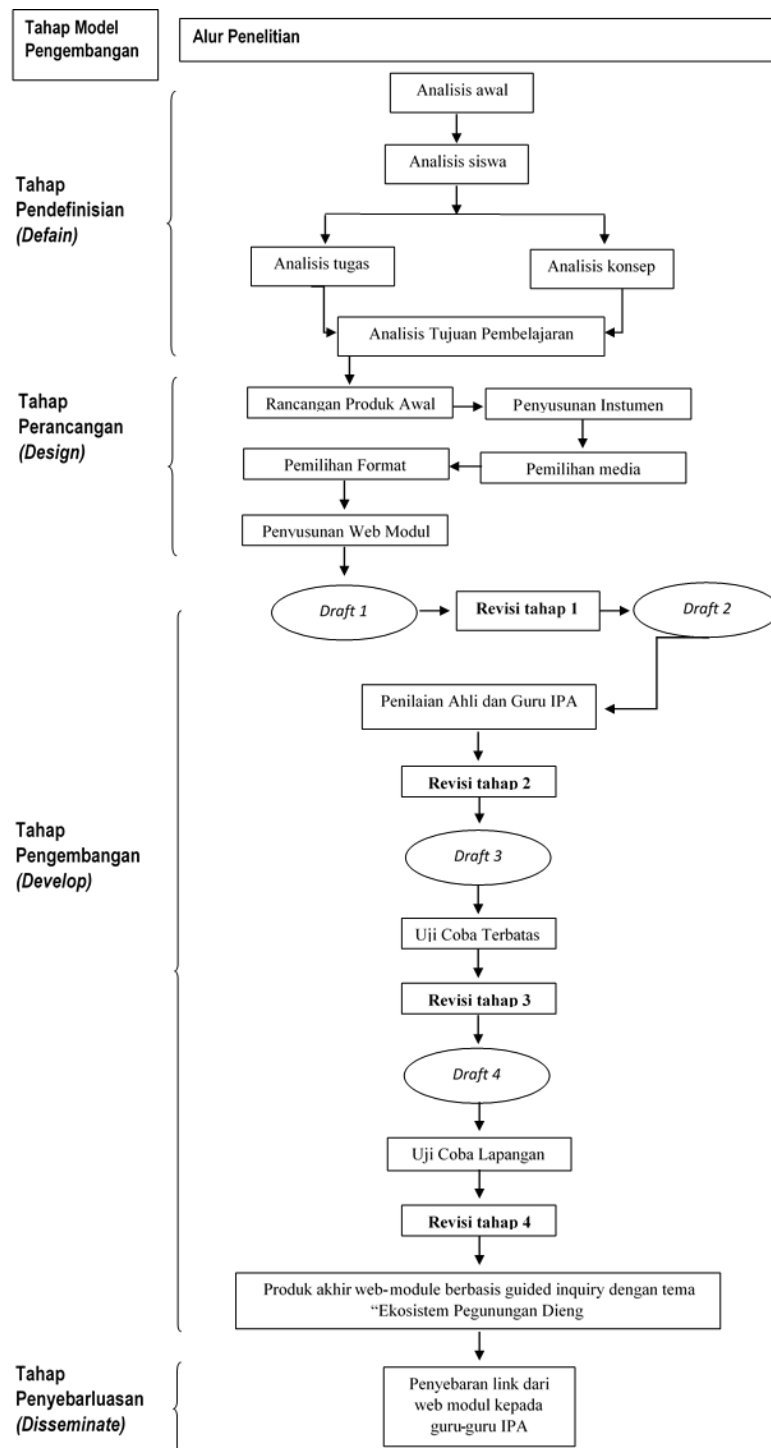 Tahap Model
Pengembangan
Alur Penelitian
Analisis awal
Analisis siswa
Tahap
Pendefinisian
(Defain)
Analisis tugas
Analisis konsep
Analisis Tujuan Pembelajaran
Tahap
Perancangan
(Design)
Rancangan Produk Awal
Penyusunan Instumen
Pemilihan Format
Pemilihan media
Penyusunan Web Modul
Draft 1
Revisi tahap 1
Draft 2
Penilaian Ahli dan Guru IPA
Revisi tahap 2
Tahap
Pengembangan
(Develop)
Draft 3
Uji Coba Terbatas
Revisi tahap 3
Draft 4
Uji Coba Lapangan
Revisi tahap 4
Produk akhir web-module berbasis guided inquiry dengan tema
“Ekosistem Pegunungan Dieng
Tahap
Penyebarluasan
(Disseminate)
Penyebaran link dari
web modul kepada
guru-guru IPA